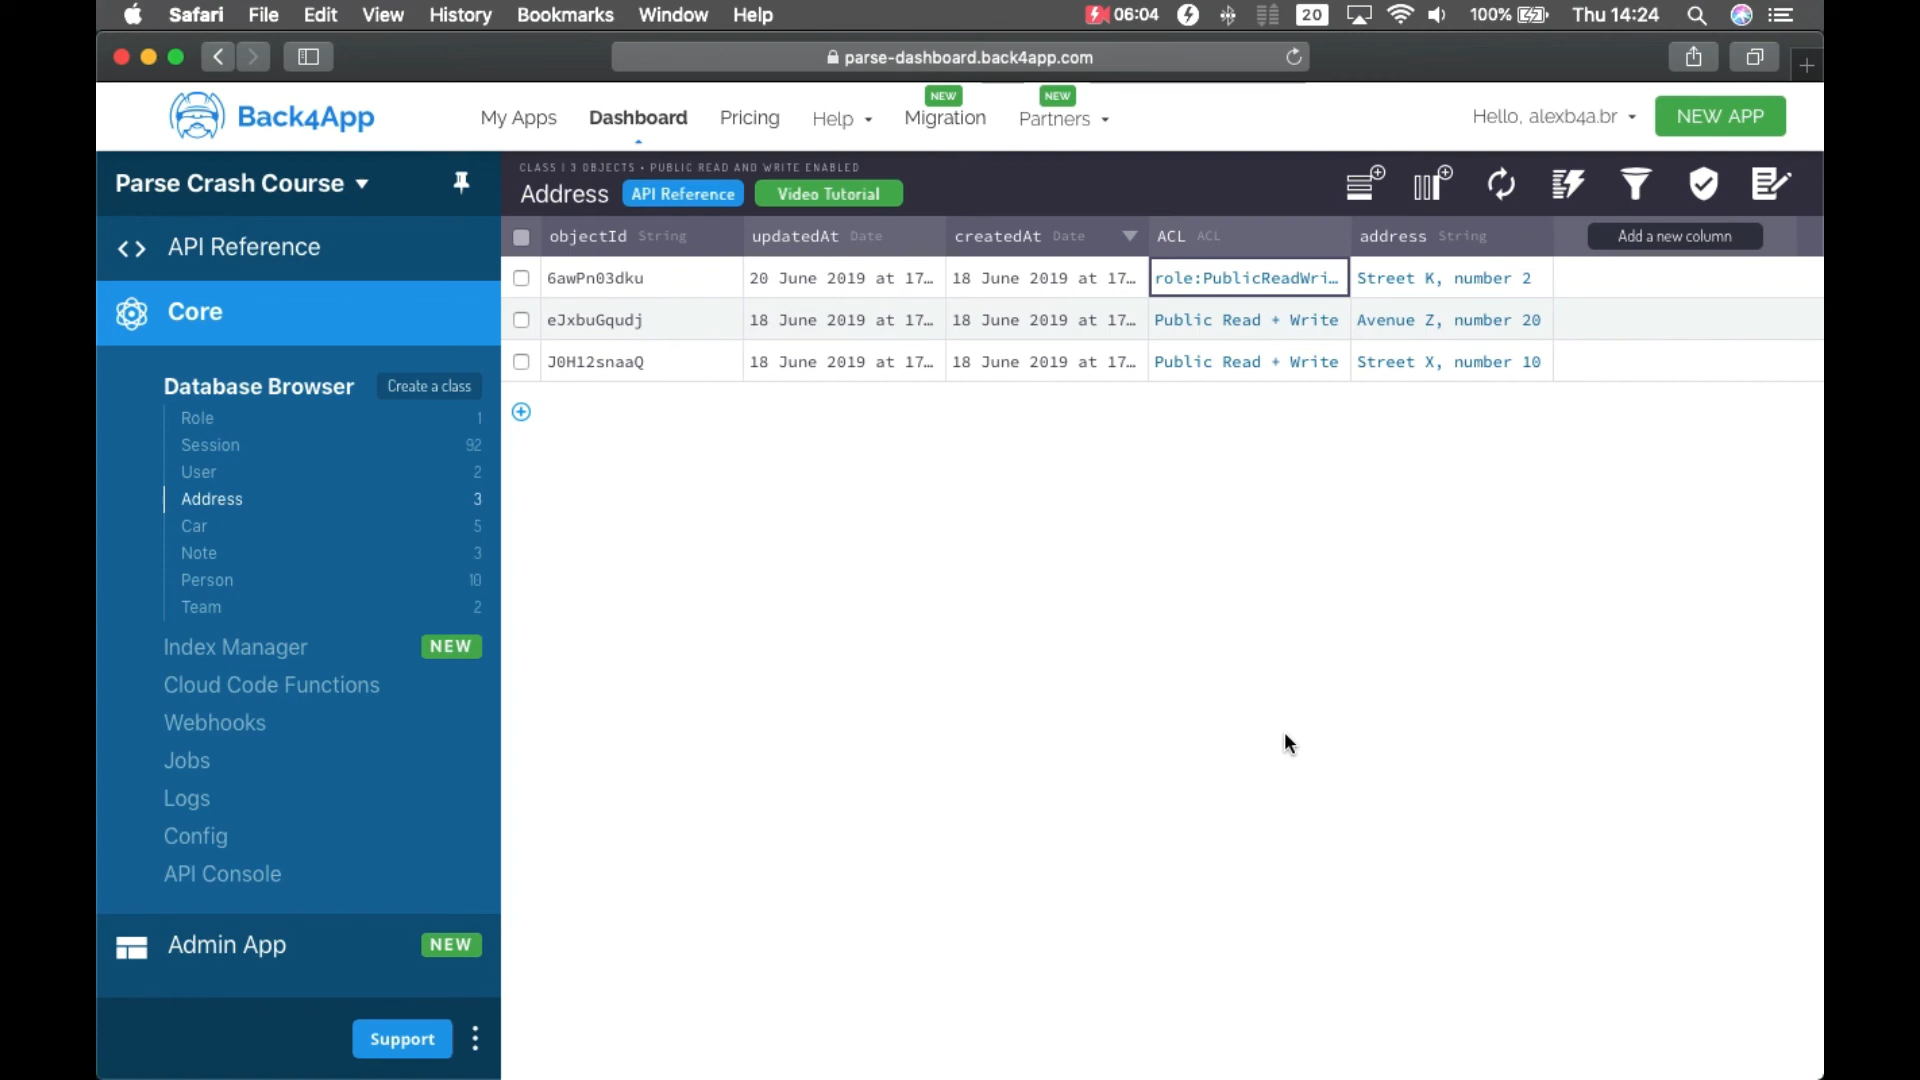 Safari File Edit View History Bookmarks Window Help 06:04 20 100% Thu 14:24
parse-dashboard.back4app.com
Back4App My Apps Dashboard Pricing Help NEW Migration NEW Partners Hello, alexb4a.br NEW APP
Parse Crash Course
API Reference
Core
Database Browser Create a class
Role 1
Session 92
User 2
Address 3
Car 5
Note 3
Person 10
Team 2
Index Manager NEW
Cloud Code Functions
Webhooks
Jobs
Logs
Config
API Console
Admin App NEW
Support
CLASS | 3 OBJECTS • PUBLIC READ AND WRITE ENABLED
Address API Reference Video Tutorial
objectId String updatedAt Date createdAt Date ACL ACL address String Add a new column
6awPn03dku 20 June 2019 at 17… 18 June 2019 at 17… role:PublicReadWri… Street K, number 2
eJxbuGqudj 18 June 2019 at 17… 18 June 2019 at 17… Public Read + Write Avenue Z, number 20
J0H12snaaQ 18 June 2019 at 17… 18 June 2019 at 17… Public Read + Write Street X, number 10